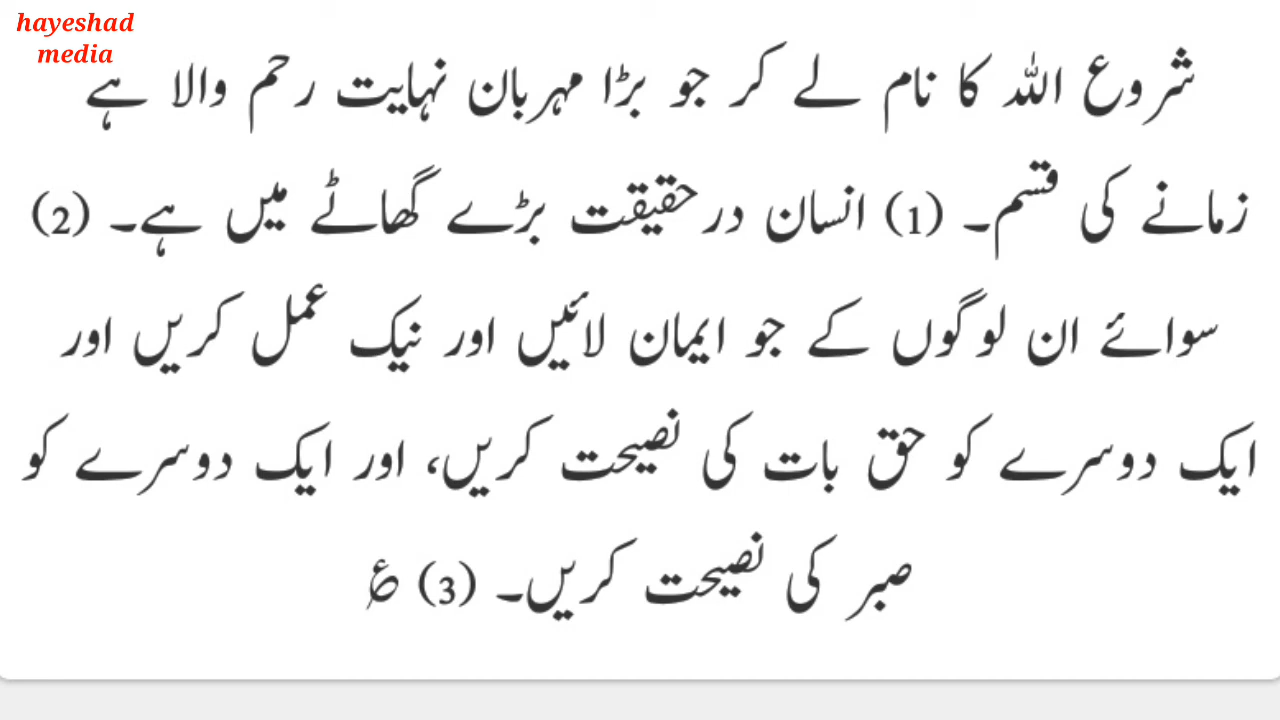 hayeshad
media
شروع اللہ کا نام لے کر جو بڑا مہربان نہایت رحم والا ہے
زمانے کی قسم۔ (1) انسان درحقیقت بڑے گھاٹے میں ہے۔ (2)
سوائے ان لوگوں کے جو ایمان لائیں اور نیک عمل کریں اور
ایک دوسرے کو حق بات کی نصیحت کریں، اور ایک دوسرے کو
صبر کی نصیحت کریں۔ (3) ؏